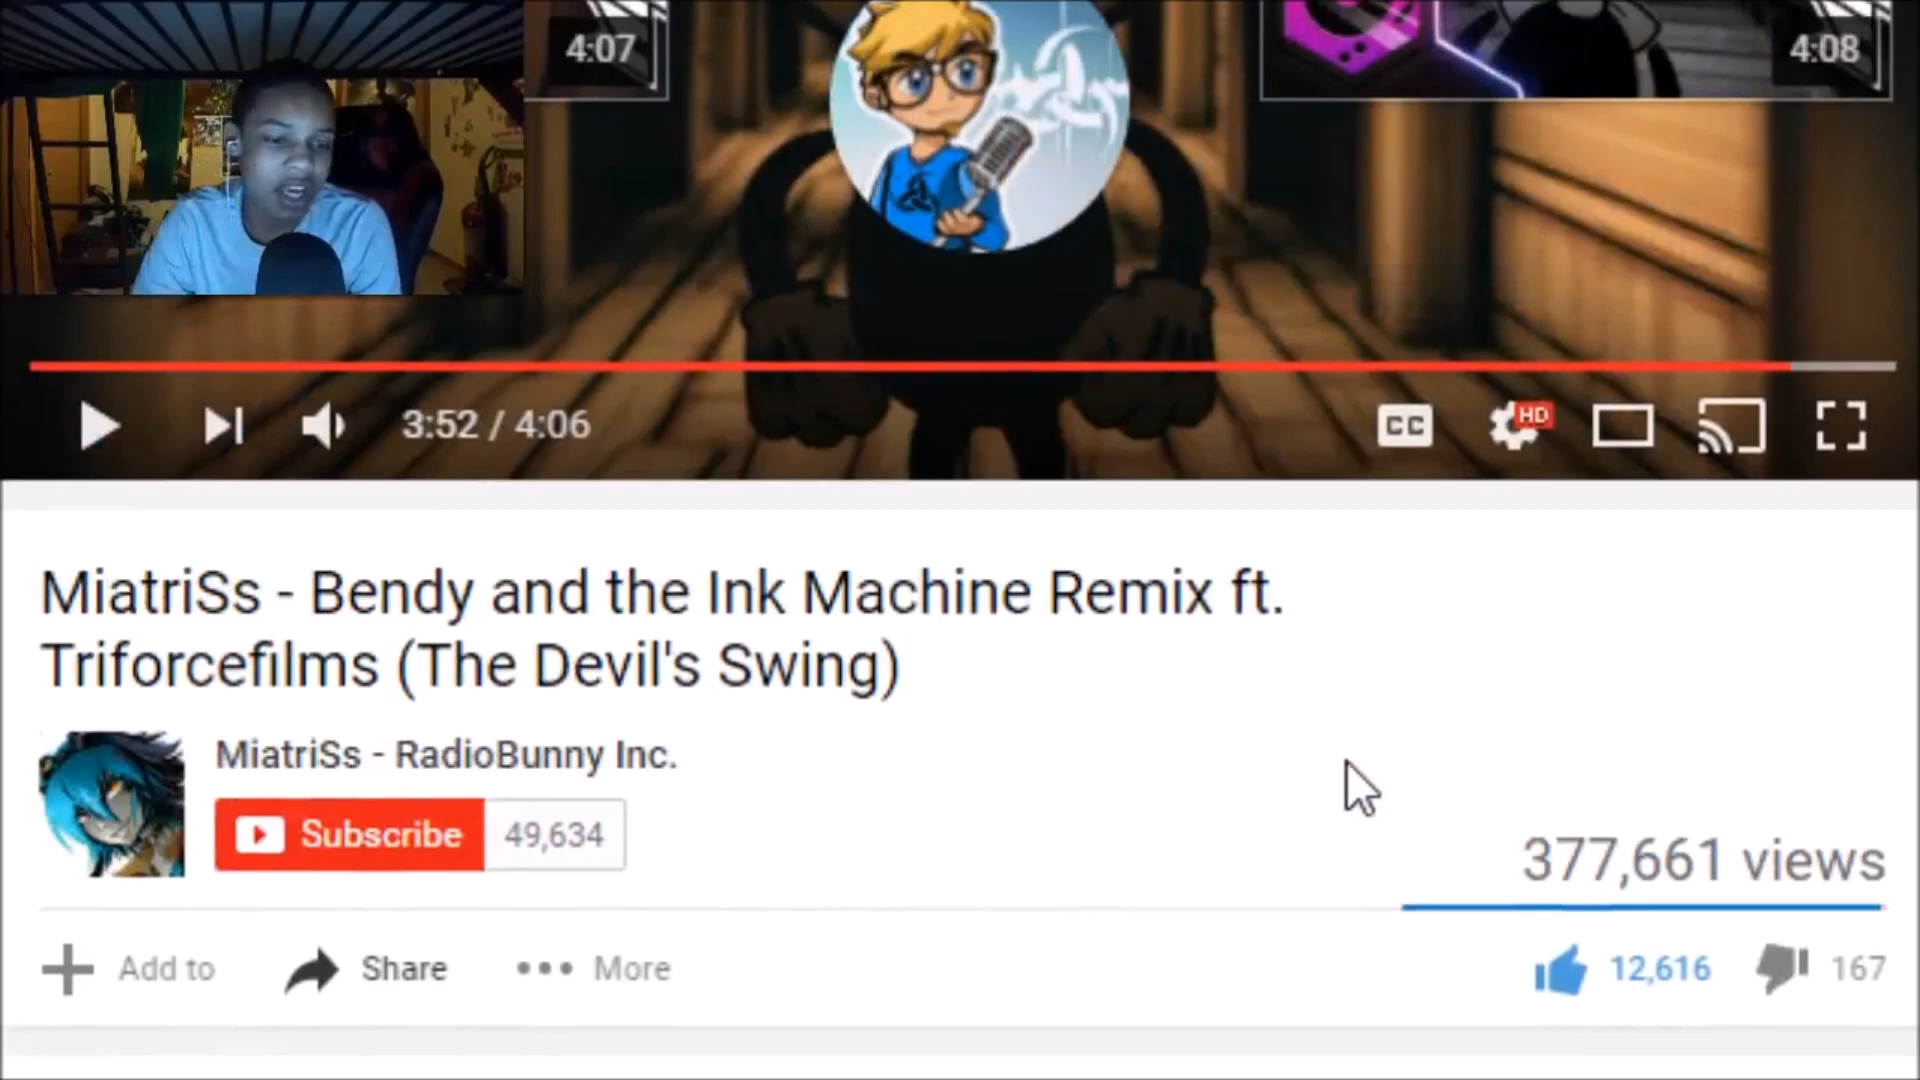 4:07
4:08
3:52 / 4:06
CC
HD
MiatriSs - Bendy and the Ink Machine Remix ft.
Triforcefilms (The Devil's Swing)
MiatriSs - RadioBunny Inc.
Subscribe 49,634
377,661 views
Add to Share More 12,616 167